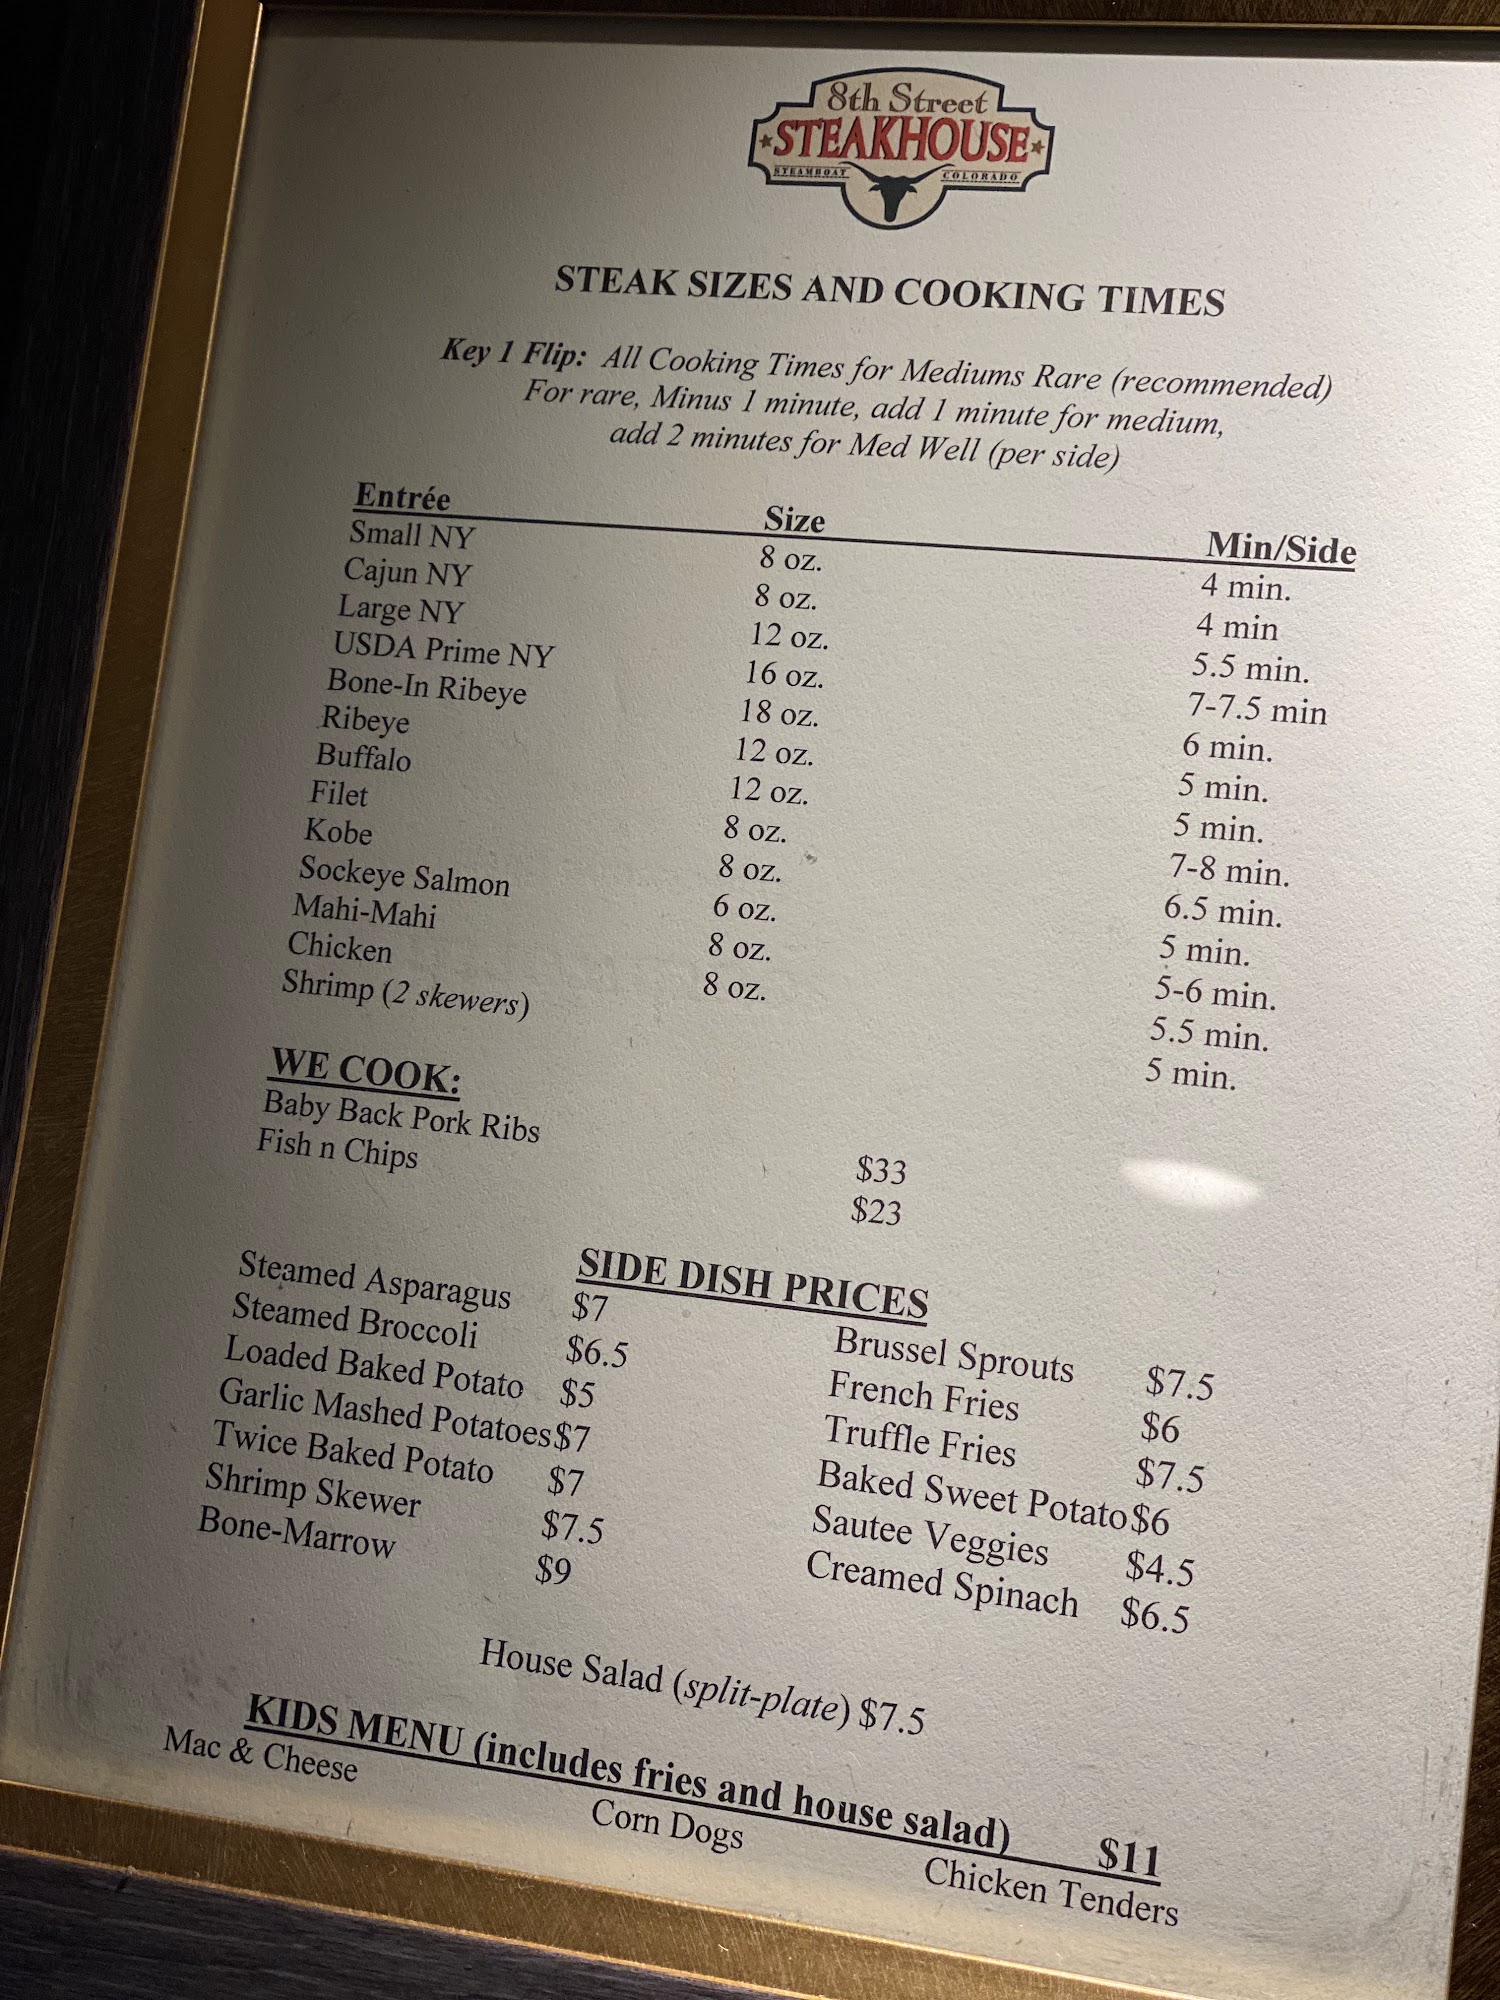 8th Street
STEAKHOUSE
STEAMBOAT COLORADO
STEAK SIZES AND COOKING TIMES
Key 1 Flip: All Cooking Times for Mediums Rare (recommended)
For rare, Minus 1 minute, add 1 minute for medium,
add 2 minutes for Med Well (per side)
Entrée Size Min/Side
Small NY 8 oz. 4 min.
Cajun NY 8 oz. 4 min
Large NY 12 oz. 5.5 min.
USDA Prime NY 16 oz. 7-7.5 min
Bone-In Ribeye 18 oz. 6 min.
Ribeye 12 oz. 5 min.
Buffalo 12 oz. 5 min.
Filet 8 oz. 7-8 min.
Kobe 8 oz. 6.5 min.
Sockeye Salmon 6 oz. 5 min.
Mahi-Mahi 8 oz. 5-6 min.
Chicken 8 oz. 5.5 min.
Shrimp (2 skewers) 5 min.
WE COOK:
Baby Back Pork Ribs $33
Fish n Chips $23
SIDE DISH PRICES
Steamed Asparagus $7 Brussel Sprouts $7.5
Steamed Broccoli $6.5 French Fries $6
Loaded Baked Potato $5 Truffle Fries $7.5
Garlic Mashed Potatoes $7 Baked Sweet Potato $6
Twice Baked Potato $7 Sautee Veggies $4.5
Shrimp Skewer $7.5 Creamed Spinach $6.5
Bone-Marrow $9
House Salad (split-plate) $7.5
KIDS MENU (includes fries and house salad) $11
Mac & Cheese Corn Dogs Chicken Tenders